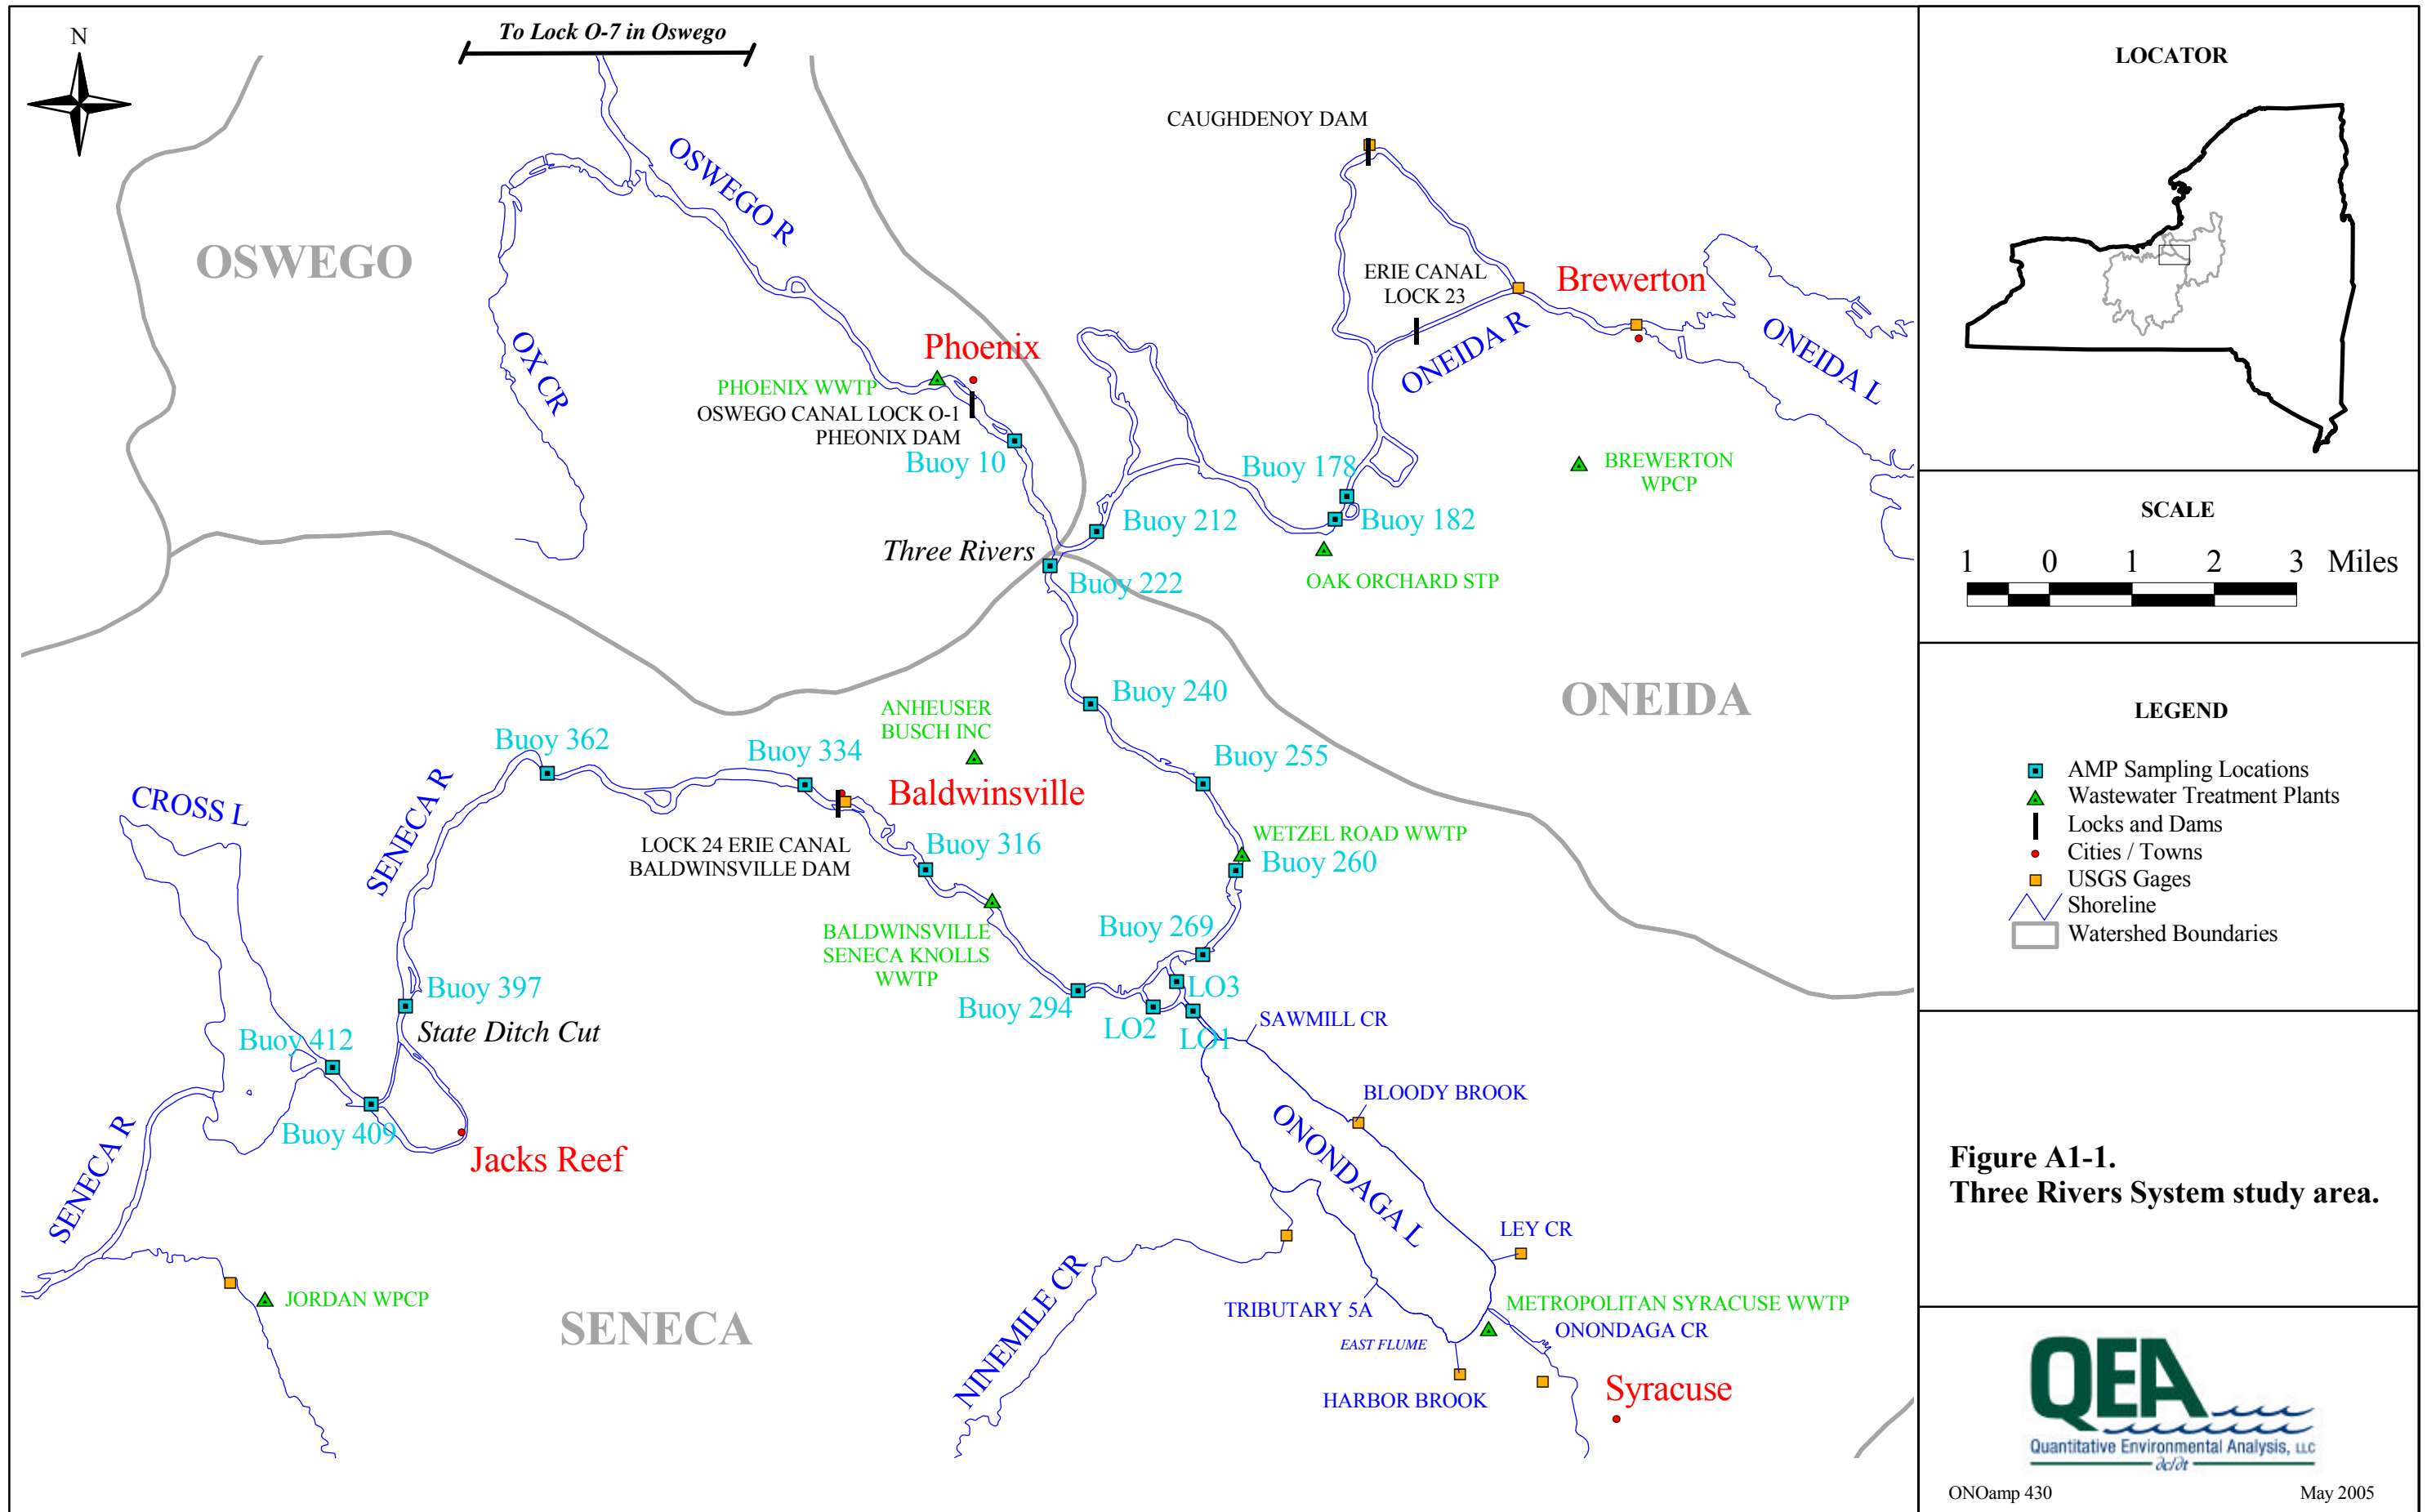 To Lock O-7 in Oswego
N
CAUGHDENOY DAM
OSWEGO R
OSWEGO
ERIE CANAL
LOCK 23
Brewerton
ONEIDA R
ONEIDA L
OX CR
Phoenix
PHOENIX WWTP
OSWEGO CANAL LOCK O-1
PHEONIX DAM
Buoy 10
Buoy 178
BREWERTON
WPCP
Buoy 212
Buoy 182
Three Rivers
Buoy 222
OAK ORCHARD STP
Buoy 240
ONEIDA
ANHEUSER
BUSCH INC
Buoy 362
Buoy 334
Buoy 255
Baldwinsville
CROSS L
SENECA R
LOCK 24 ERIE CANAL
BALDWINSVILLE DAM
Buoy 316
WETZEL ROAD WWTP
Buoy 260
BALDWINSVILLE
SENECA KNOLLS
WWTP
Buoy 269
Buoy 397
State Ditch Cut
Buoy 294
LO3
LO2
LO1
SAWMILL CR
Buoy 412
Buoy 409
Jacks Reef
SENECA R
BLOODY BROOK
ONONDAGA L
LEY CR
JORDAN WPCP
SENECA
NINEMILE CR
TRIBUTARY 5A
METROPOLITAN SYRACUSE WWTP
ONONDAGA CR
EAST FLUME
HARBOR BROOK
Syracuse
LOCATOR
SCALE
1 0 1 2 3 Miles
LEGEND
AMP Sampling Locations
Wastewater Treatment Plants
Locks and Dams
Cities / Towns
USGS Gages
Shoreline
Watershed Boundaries
Figure A1-1.
Three Rivers System study area.
QEA
Quantitative Environmental Analysis, LLC
∂c/∂t
ONOamp 430
May 2005